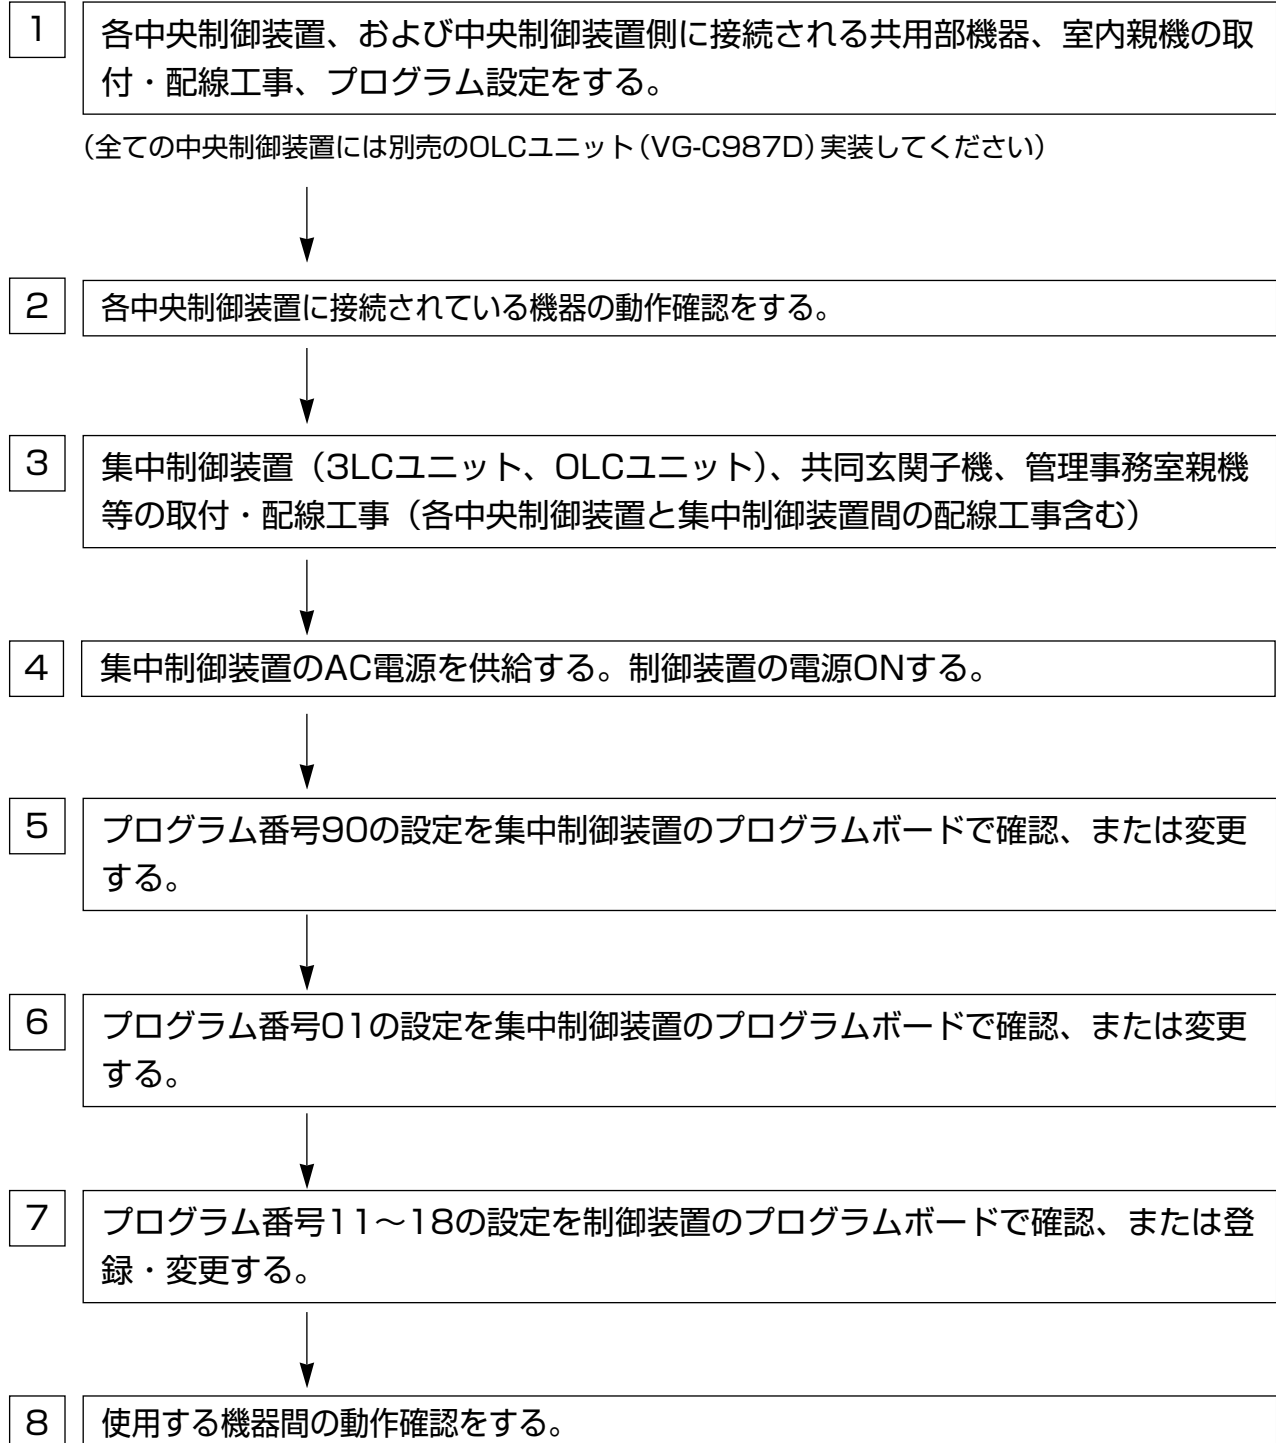 1
各中央制御装置、および中央制御装置側に接続される共用部機器、室内親機の取
付・配線工事、プログラム設定をする。
（全ての中央制御装置には別売のOLCユニット（VG-C987D）実装してください）
2
各中央制御装置に接続されている機器の動作確認をする。
3
集中制御装置（3LCユニット、OLCユニット）、共同玄関子機、管理事務室親機
等の取付・配線工事（各中央制御装置と集中制御装置間の配線工事含む）
4
集中制御装置のAC電源を供給する。制御装置の電源ONする。
5
プログラム番号90の設定を集中制御装置のプログラムボードで確認、または変更
する。
6
プログラム番号01の設定を集中制御装置のプログラムボードで確認、または変更
する。
7
プログラム番号11～18の設定を制御装置のプログラムボードで確認、または登
録・変更する。
8
使用する機器間の動作確認をする。